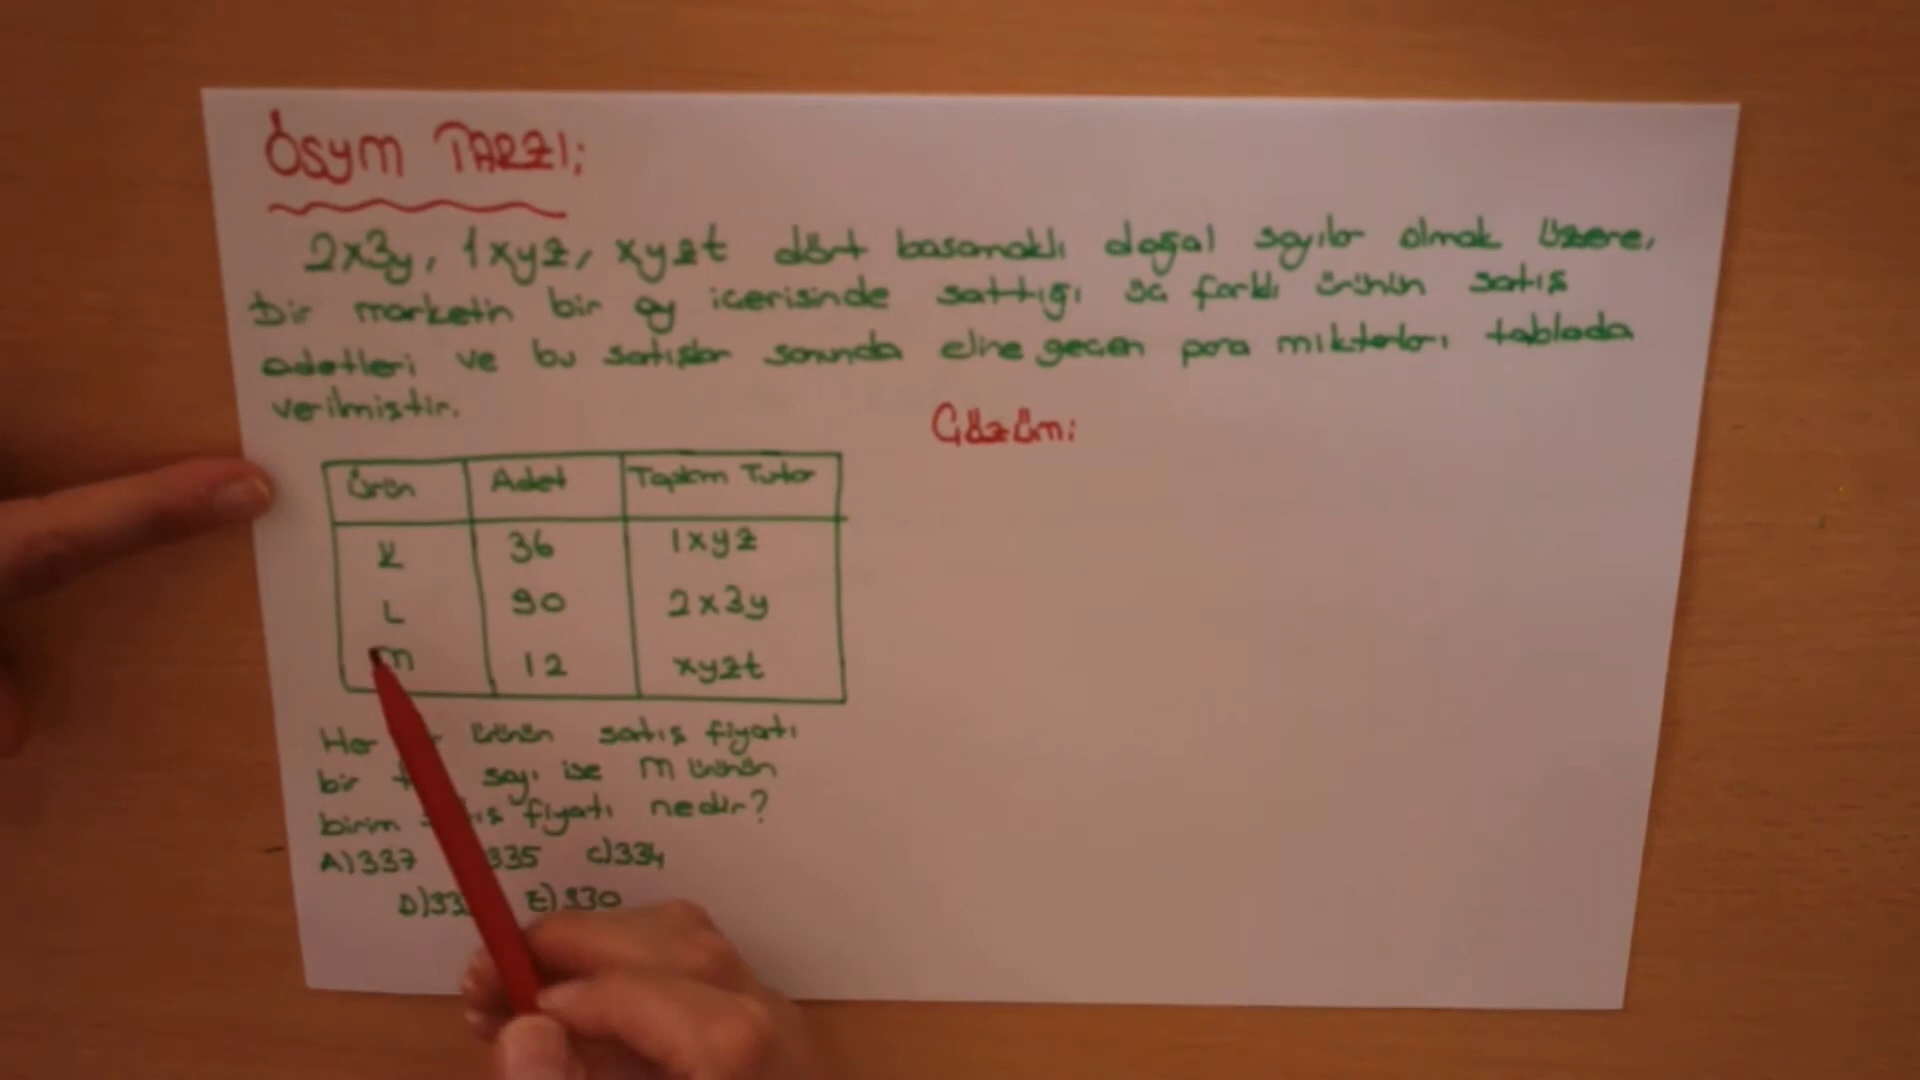 ÖSYM TARZI;
2x3y, 1xyz, xyzt dört basamaklı doğal sayılar olmak üzere,
bir marketin bir ay içerisinde sattığı üç farklı ürünün satış
adetleri ve bu satışlar sonunda eline geçen para miktarları tabloda
verilmiştir.
Çözüm:
Ürün Adet Toplam Tutar
K 36 1xyz
L 90 2x3y
M 12 xyzt
Her ürünün satış fiyatı
bir sayı ise M ürünün
birim fiyatı nedir?
A) 337 335 C) 334
D) 33 E) 330